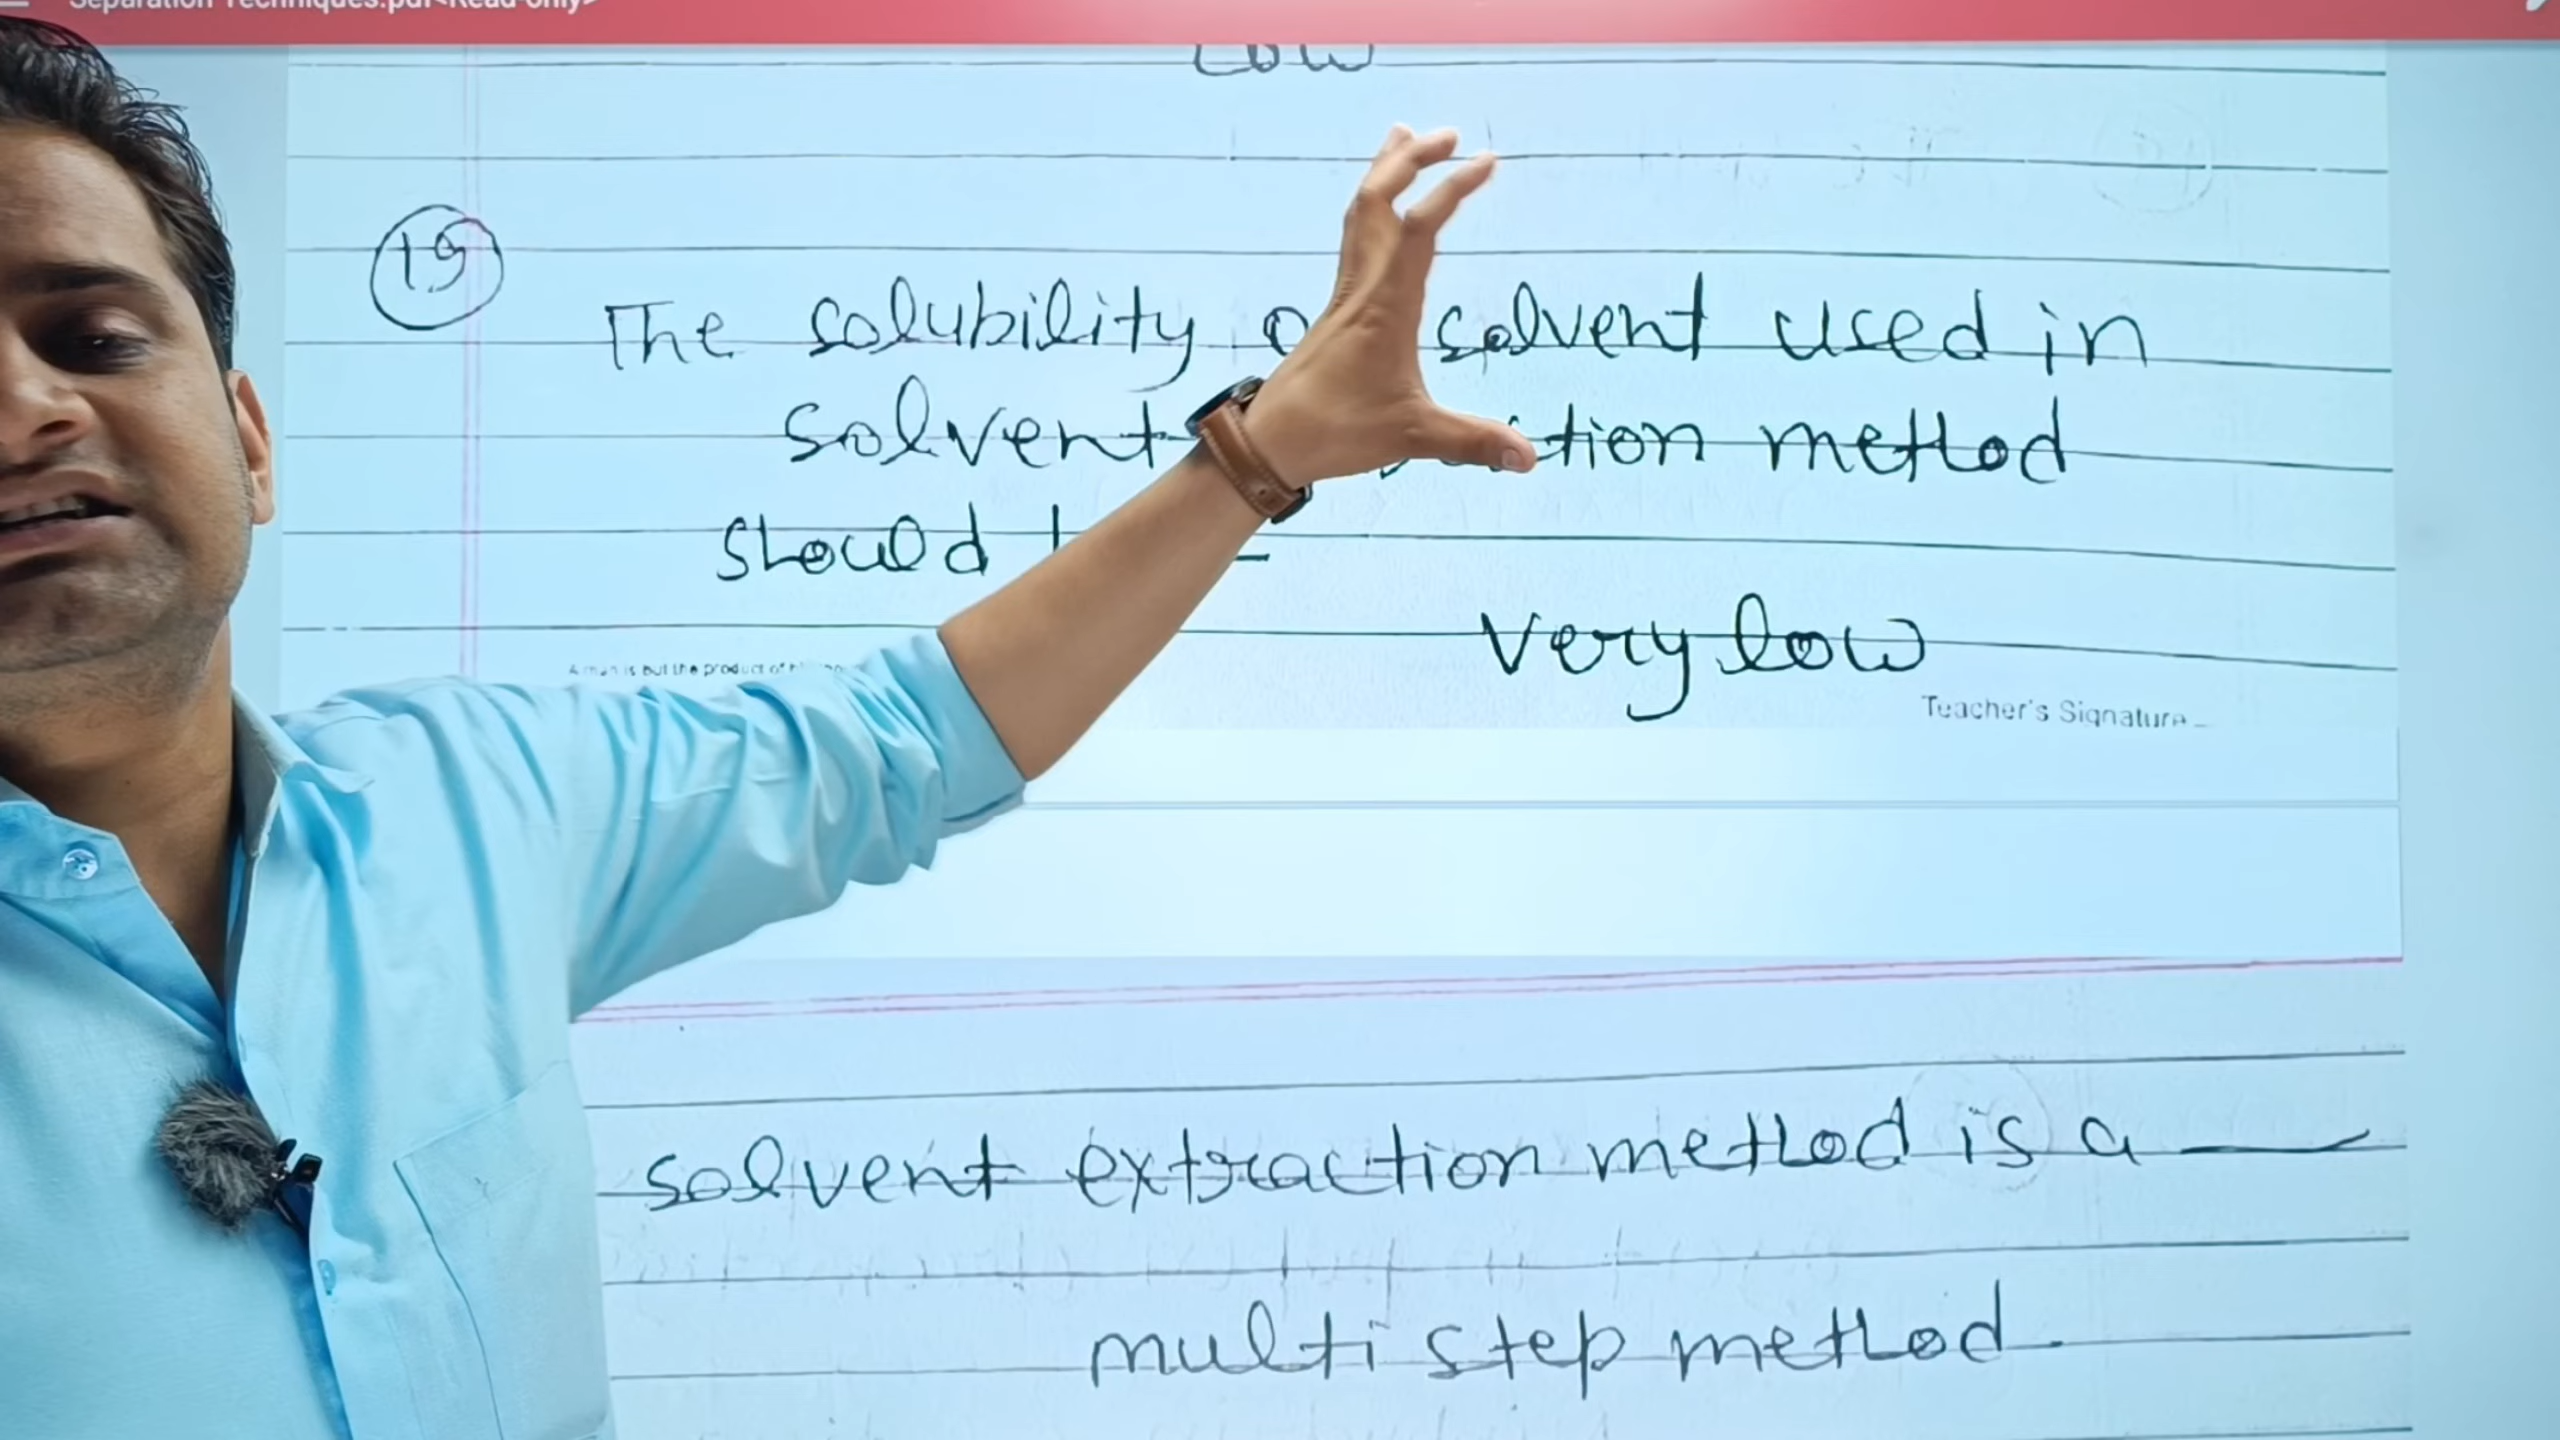 Separation Techniques.pdf<Read-only>
Low
19
The solubility solvent used in
solvent method
should
very low
A man is but the product of
Teacher's Signature
solvent extraction method is a
multi step method.